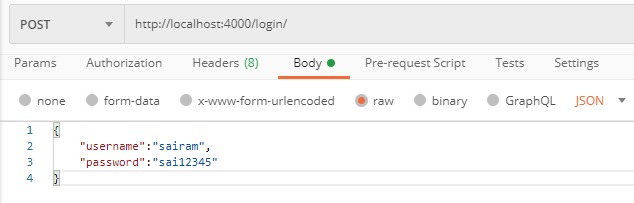 POST http://localhost:4000/login/
Params Authorization Headers (8) Body Pre-request Script Tests Settings
none form-data x-www-form-urlencoded raw binary GraphQL JSON
1 {
2 "username":"sairam",
3 "password":"sai12345"
4 }